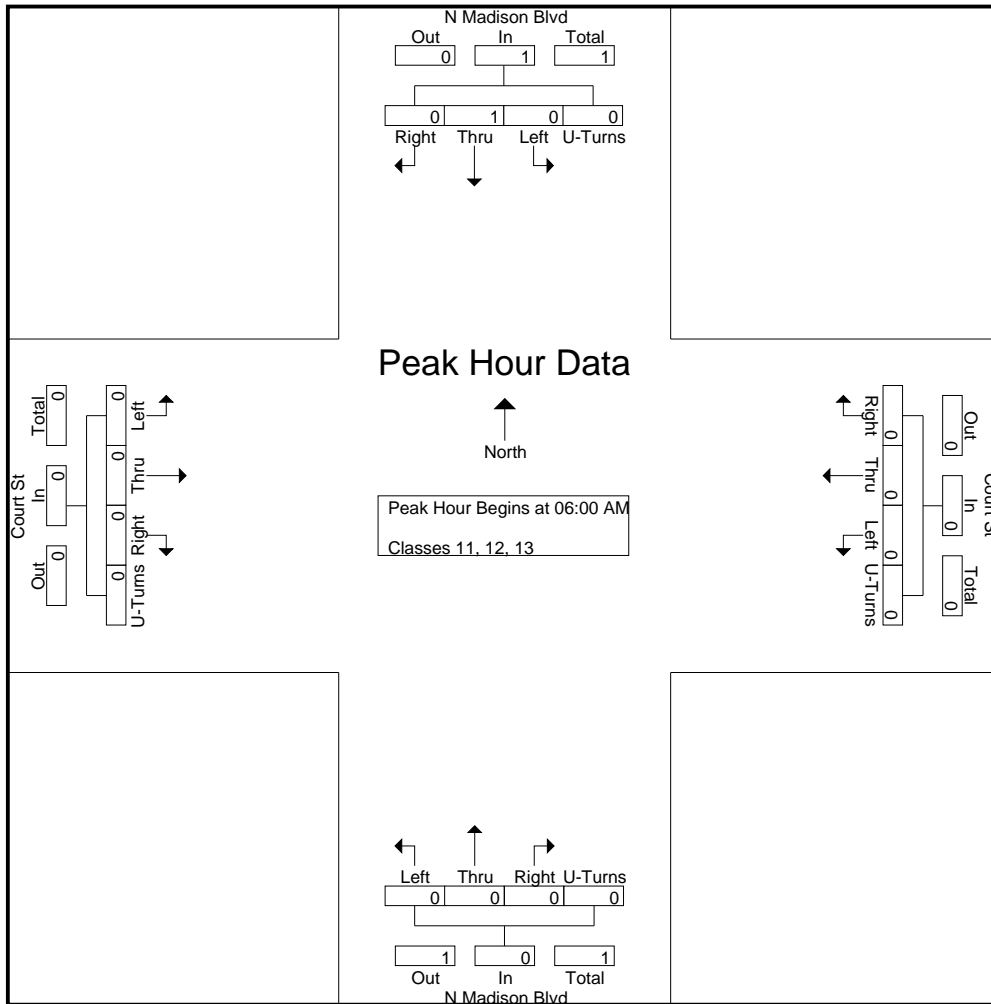 N Madison Blvd
Out In Total
0 1 1
0 1 0 0
Right Thru Left U-Turns
Peak Hour Data
North
Peak Hour Begins at 06:00 AM
Classes 11, 12, 13
Court St
Total In Out
0 0 0
0 0 0 0
Left Thru Right U-Turns
Right Thru Left U-Turns
0 0 0 0
Out In Total
0 0 0
Court St
Left Thru Right U-Turns
0 0 0 0
1 0 1
Out In Total
N Madison Blvd